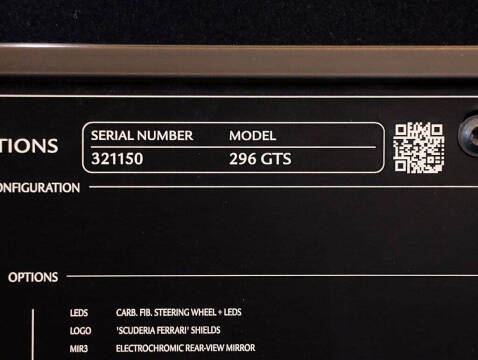 TIONS
SERIAL NUMBER MODEL
321150 296 GTS
ONFIGURATION
OPTIONS
LEDS CARB. FIB. STEERING WHEEL + LEDS
LOGO 'SCUDERIA FERRARI' SHIELDS
MIR3 ELECTROCHROMIC REAR-VIEW MIRROR